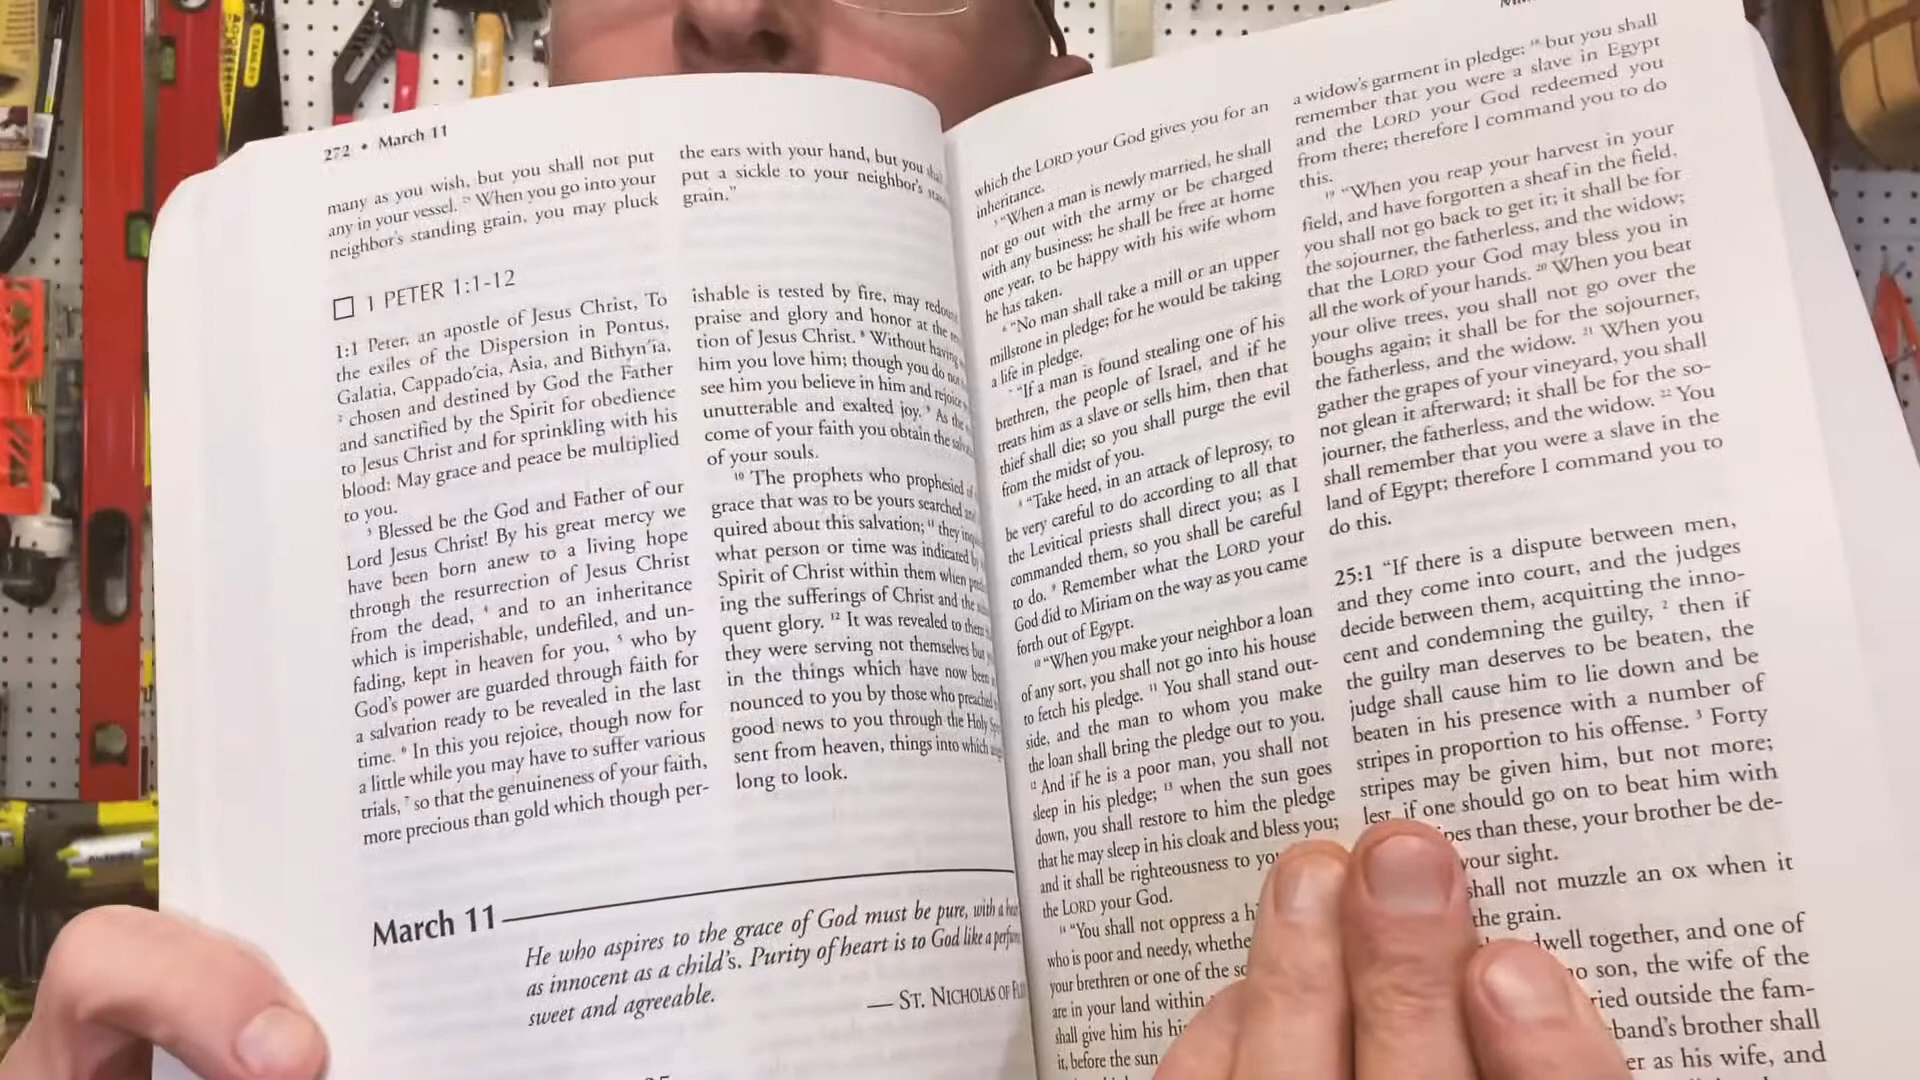 272 • March 11
many as you wish, but you shall not put
any in your vessel. 25 When you go into your
neighbor's standing grain, you may pluck
the ears with your hand, but you
put a sickle to your neighbor's
grain.”
1 PETER 1:1-12
1:1 Peter, an apostle of Jesus Christ, To
the exiles of the Dispersion in Pontus,
Galatia, Cappado′cia, Asia, and Bithyn′ia,
2 chosen and destined by God the Father
and sanctified by the Spirit for obedience
to Jesus Christ and for sprinkling with his
blood: May grace and peace be multiplied
to you.
3 Blessed be the God and Father of our
Lord Jesus Christ! By his great mercy we
have been born anew to a living hope
through the resurrection of Jesus Christ
from the dead, 4 and to an inheritance
which is imperishable, undefiled, and un-
fading, kept in heaven for you, 5 who by
God's power are guarded through faith for
a salvation ready to be revealed in the last
time. 6 In this you rejoice, though now for
a little while you may have to suffer various
trials, 7 so that the genuineness of your faith,
more precious than gold which though per-
ishable is tested by fire, may
praise and glory and honor at the
tion of Jesus Christ. 8 Without having
him you love him; though you do not
see him you believe in him and rejoice
unutterable and exalted joy. 9 As the
come of your faith you obtain the
of your souls.
10 The prophets who prophesied
grace that was to be yours searched
quired about this salvation; 11 they
what person or time was indicated by
Spirit of Christ within them when
ing the sufferings of Christ and the
quent glory. 12 It was revealed to them
they were serving not themselves but
in the things which have now been
nounced to you by those who preached
good news to you through the Holy
sent from heaven, things into which
long to look.
March 11
He who aspires to the grace of God must be pure, with a
as innocent as a child's. Purity of heart is to God like a
sweet and agreeable.
— ST. NICHOLAS OF
which the LORD your God gives you for an
inheritance.
5 “When a man is newly married, he shall
not go out with the army or be charged
with any business; he shall be free at home
one year, to be happy with his wife whom
he has taken.
6 “No man shall take a mill or an upper
millstone in pledge; for he would be taking
a life in pledge.
7 “If a man is found stealing one of his
brethren, the people of Israel, and if he
treats him as a slave or sells him, then that
thief shall die; so you shall purge the evil
from the midst of you.
8 “Take heed, in an attack of leprosy, to
be very careful to do according to all that
the Levitical priests shall direct you; as I
commanded them, so you shall be careful
to do. 9 Remember what the LORD your
God did to Miriam on the way as you came
forth out of Egypt.
10 “When you make your neighbor a loan
of any sort, you shall not go into his house
to fetch his pledge. 11 You shall stand out-
side, and the man to whom you make
the loan shall bring the pledge out to you.
12 And if he is a poor man, you shall not
sleep in his pledge; 13 when the sun goes
down, you shall restore to him the pledge
that he may sleep in his cloak and bless you;
and it shall be righteousness to
the LORD your God.
14 “You shall not oppress a
who is poor and needy,
your brethren or one of the
are in your land within
shall give him his
it, before the sun
a widow's garment in pledge; 18 but you shall
remember that you were a slave in Egypt
and the LORD your God redeemed you
from there; therefore I command you to do
this.
19 “When you reap your harvest in your
field, and have forgotten a sheaf in the field,
you shall not go back to get it; it shall be for
the sojourner, the fatherless, and the widow;
that the LORD your God may bless you in
all the work of your hands. 20 When you beat
your olive trees, you shall not go over the
boughs again; it shall be for the sojourner,
the fatherless, and the widow. 21 When you
gather the grapes of your vineyard, you shall
not glean it afterward; it shall be for the so-
journer, the fatherless, and the widow. 22 You
shall remember that you were a slave in the
land of Egypt; therefore I command you to
do this.
25:1 “If there is a dispute between men,
and they come into court, and the judges
decide between them, acquitting the inno-
cent and condemning the guilty, 2 then if
the guilty man deserves to be beaten, the
judge shall cause him to lie down and be
beaten in his presence with a number of
stripes in proportion to his offense. 3 Forty
stripes may be given him, but not more;
lest, if one should go on to beat him with
than these, your brother be de-
your sight.
shall not muzzle an ox when it
the grain.
dwell together, and one of
son, the wife of the
outside the fam-
brother shall
as his wife, and
STANLEY